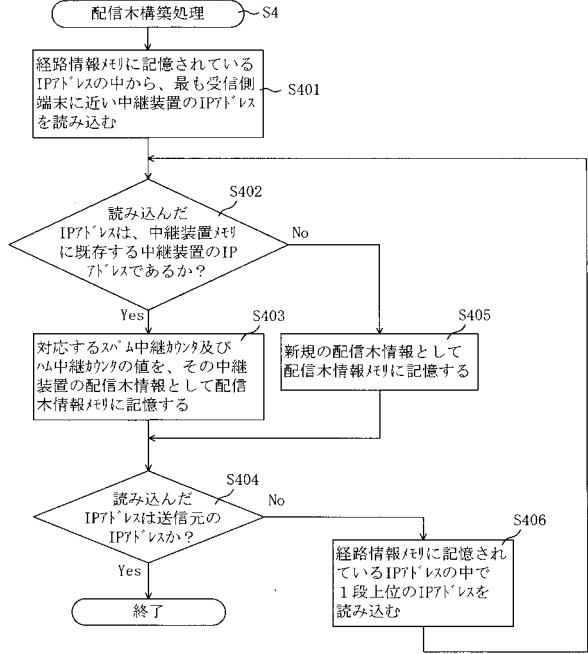 配信木構築処理
S4
経路情報ﾒﾓﾘに記憶されている
IPｱﾄﾞﾚｽの中から、最も受信側
端末に近い中継装置のIPｱﾄﾞﾚｽ
を読み込む
S401
S402
読み込んだ
IPｱﾄﾞﾚｽは、中継装置ﾒﾓﾘ
に既存する中継装置のIP
ｱﾄﾞﾚｽであるか？
No
Yes
S403
対応するｽﾊﾟﾑ中継ｶｳﾝﾀ及び
ﾊﾑ中継ｶｳﾝﾀの値を、その中継
装置の配信木情報として配信
木情報ﾒﾓﾘに記憶する
S405
新規の配信木情報として
配信木情報ﾒﾓﾘに記憶する
S404
読み込んだ
IPｱﾄﾞﾚｽは送信元の
IPｱﾄﾞﾚｽか？
No
Yes
S406
経路情報ﾒﾓﾘに記憶され
ているIPｱﾄﾞﾚｽの中で
１段上位のIPｱﾄﾞﾚｽを
読み込む
終了